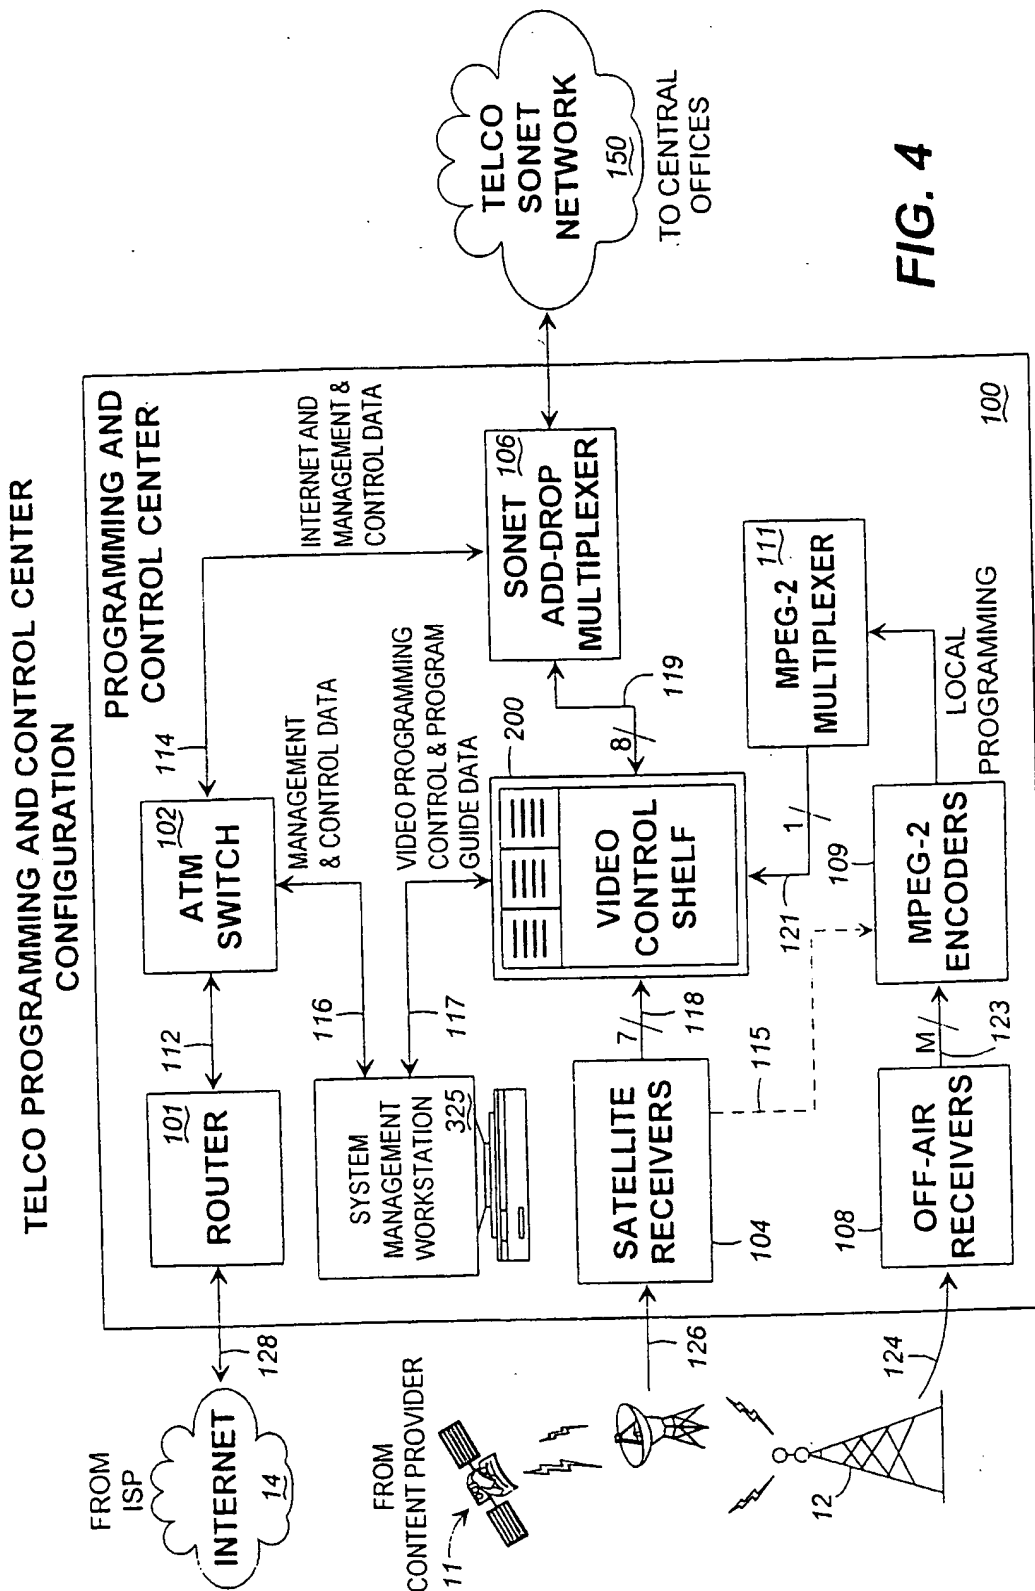 TELCO PROGRAMMING AND CONTROL CENTER
CONFIGURATION
PROGRAMMING AND
CONTROL CENTER
FROM
ISP
INTERNET
14
128
101
ROUTER
112
102
ATM
SWITCH
114
INTERNET AND
MANAGEMENT &
CONTROL DATA
116
MANAGEMENT
& CONTROL DATA
SYSTEM
MANAGEMENT
WORKSTATION
325
117
VIDEO PROGRAMMING
CONTROL & PROGRAM
GUIDE DATA
SONET
106
ADD-DROP
MULTIPLEXER
TELCO
SONET
NETWORK
150
TO CENTRAL
OFFICES
FROM
CONTENT PROVIDER
11
126
SATELLITE
RECEIVERS
104
7
118
115
200
VIDEO
CONTROL
SHELF
8
119
121
1
MPEG-2
111
MULTIPLEXER
12
124
108
OFF-AIR
RECEIVERS
M
123
109
MPEG-2
ENCODERS
LOCAL
PROGRAMMING
100
FIG. 4